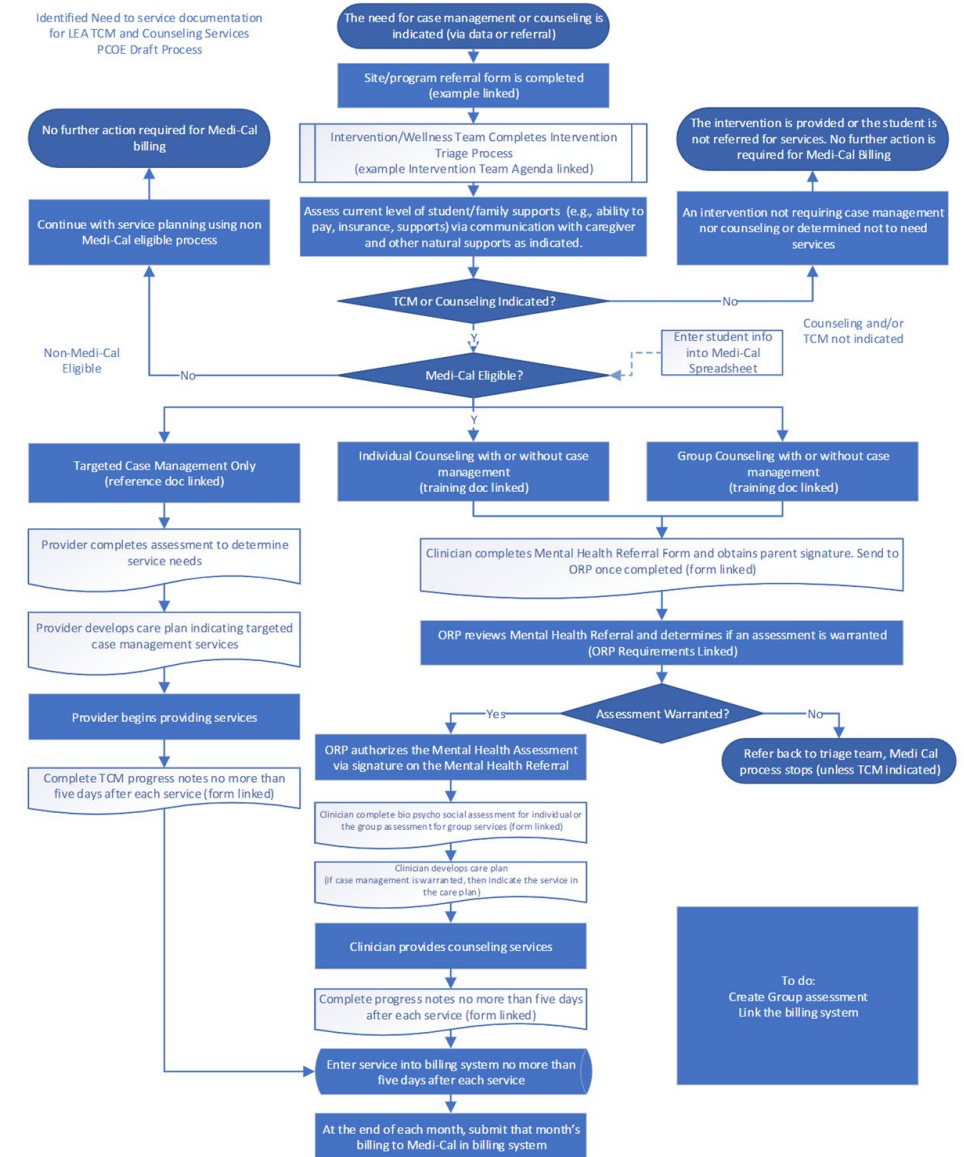 Identified Need to service documentation
for LEA TCM and Counseling Services
PCOE Draft Process
The need for case management or counseling is
indicated (via data or referral)
Site/program referral form is completed
(example linked)
No further action required for Medi-Cal
billing
Intervention/Wellness Team Completes Intervention
Triage Process
(example Intervention Team Agenda linked)
The intervention is provided or the student is
not referred for services. No further action is
required for Medi-Cal Billing
Continue with service planning using non
Medi-Cal eligible process
Assess current level of student/family supports (e.g., ability to
pay, insurance, supports) via communication with caregiver
and other natural supports as indicated.
An intervention not requiring case management
nor counseling or determined not to need
services
TCM or Counseling Indicated?
No
Counseling and/or
TCM not indicated
Y
Enter student info
into Medi-Cal
Spreadsheet
Non-Medi-Cal
Eligible
No
Medi-Cal Eligible?
Y
Targeted Case Management Only
(reference doc linked)
Individual Counseling with or without case
management
(training doc linked)
Group Counseling with or without case
management
(training doc linked)
Provider completes assessment to determine
service needs
Clinician completes Mental Health Referral Form and obtains parent signature. Send to
ORP once completed (form linked)
Provider develops care plan indicating targeted
case management services
ORP reviews Mental Health Referral and determines if an assessment is warranted
(ORP Requirements Linked)
Provider begins providing services
Yes
Assessment Warranted?
No
ORP authorizes the Mental Health Assessment
via signature on the Mental Health Referral
Refer back to triage team, Medi Cal
process stops (unless TCM indicated)
Complete TCM progress notes no more than
five days after each service (form linked)
Clinician complete bio psycho social assessment for individual or
the group assessment for group services (form linked)
Clinician develops care plan
(if case management is warranted, then indicate the service in
the care plan)
Clinician provides counseling services
To do:
Create Group assessment
Link the billing system
Complete progress notes no more than five days
after each service (form linked)
Enter service into billing system no more than
five days after each service
At the end of each month, submit that month's
billing to Medi-Cal in billing system